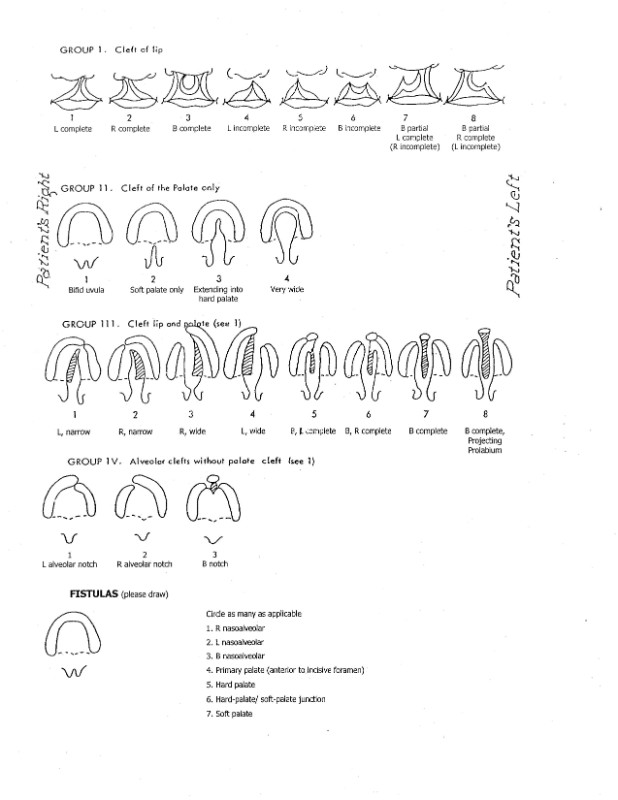 GROUP 1. Cleft of lip
1 2 3 4 5 6 7 8
L complete R complete B complete L incomplete R incomplete B incomplete B partial B partial
L complete R complete
(R incomplete) (L incomplete)
Patient's Right
Patient's Left
GROUP 11. Cleft of the Palate only
1 2 3 4
Bifid uvula Soft palate only Extending into Very wide
hard palate
GROUP 111. Cleft lip and palate (see 1)
1 2 3 4 5 6 7 8
L, narrow R, narrow R, wide L, wide B, L complete B, R complete B complete B complete,
Projecting
Prolabium
GROUP 1V. Alveolar clefts without palate cleft (see 1)
1 2 3
L alveolar notch R alveolar notch B notch
FISTULAS (please draw)
Circle as many as applicable
1. R nasoalveolar
2. L nasoalveolar
3. B nasoalveolar
4. Primary palate (anterior to incisive foramen)
5. Hard palate
6. Hard-palate/ soft-palate junction
7. Soft palate